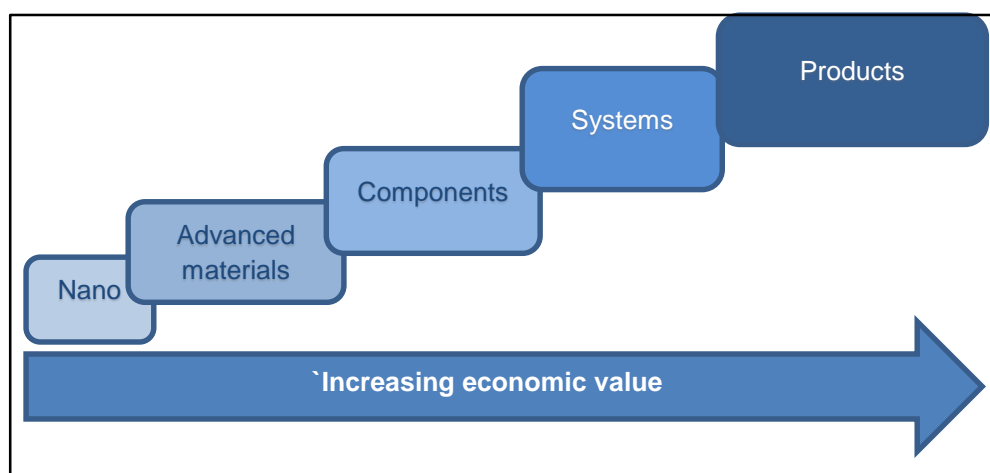 Products
Systems
Components
Advanced
materials
Nano
`Increasing economic value